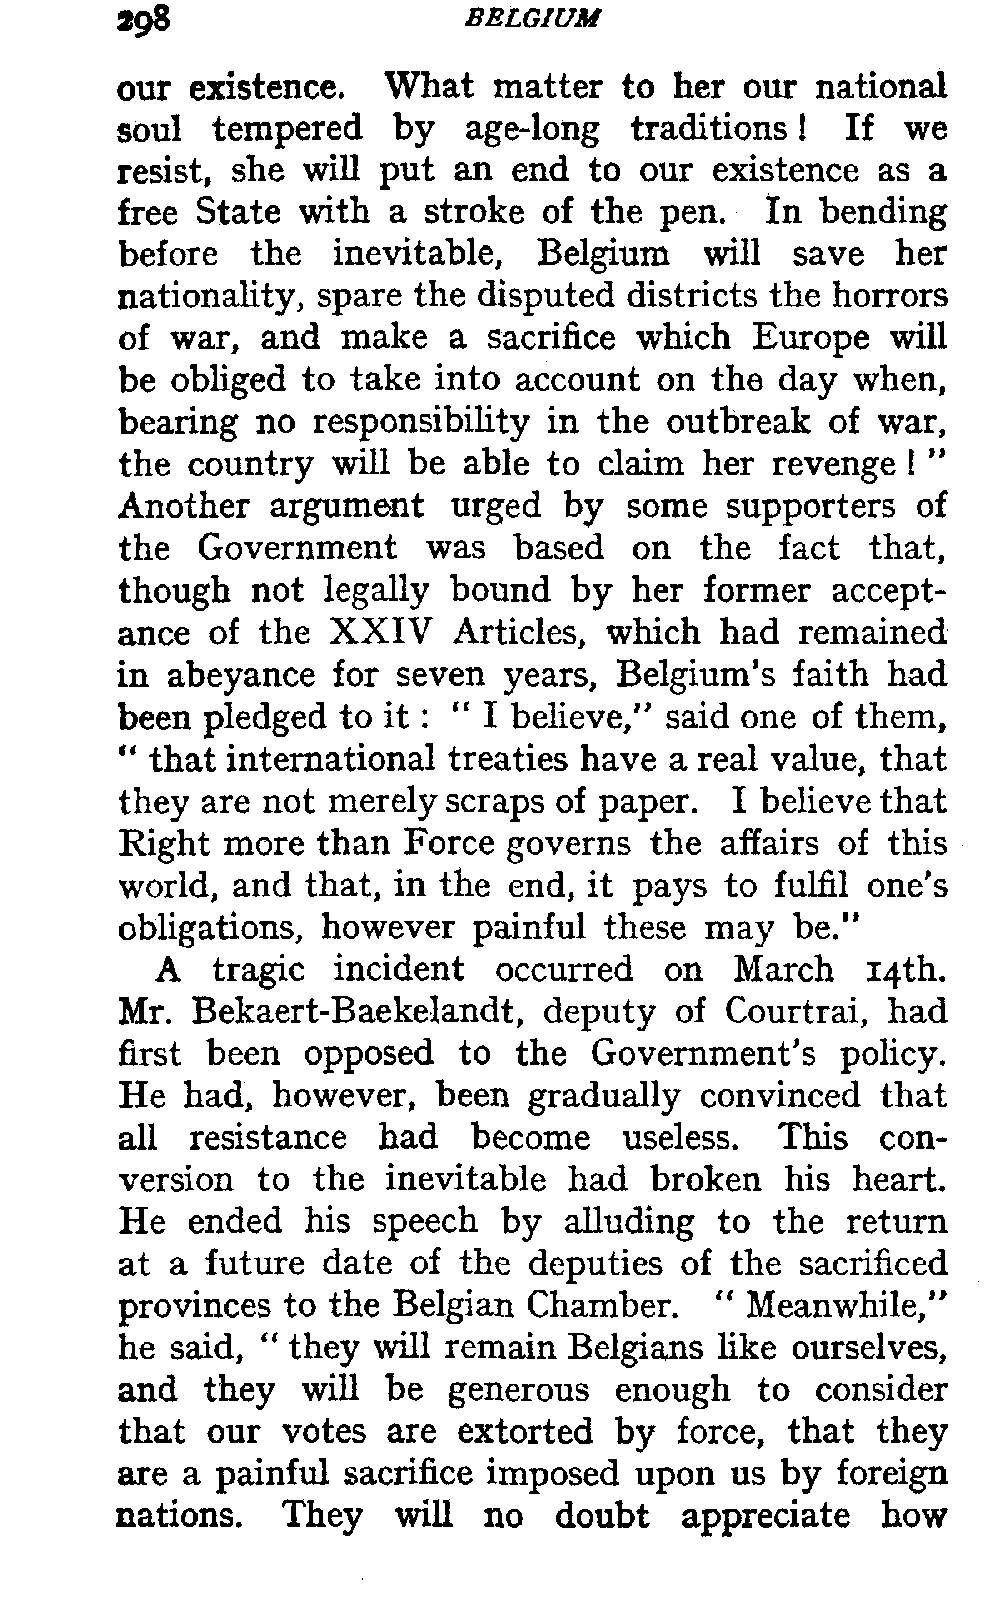 298 BELGIUM
our existence. What matter to her our national
soul tempered by age-long traditions! If we
resist, she will put an end to our existence as a
free State with a stroke of the pen. In bending
before the inevitable, Belgium will save her
nationality, spare the disputed districts the horrors
of war, and make a sacrifice which Europe will
be obliged to take into account on the day when,
bearing no responsibility in the outbreak of war,
the country will be able to claim her revenge! "
Another argument urged by some supporters of
the Government was based on the fact that,
though not legally bound by her former accept-
ance of the XXIV Articles, which had remained
in abeyance for seven years, Belgium's faith had
been pledged to it : " I believe," said one of them,
" that international treaties have a real value, that
they are not merely scraps of paper. I believe that
Right more than Force governs the affairs of this
world, and that, in the end, it pays to fulfil one's
obligations, however painful these may be."
A tragic incident occurred on March 14th.
Mr. Bekaert-Baekelandt, deputy of Courtrai, had
first been opposed to the Government's policy.
He had, however, been gradually convinced that
all resistance had become useless. This con-
version to the inevitable had broken his heart.
He ended his speech by alluding to the return
at a future date of the deputies of the sacrificed
provinces to the Belgian Chamber. " Meanwhile,"
he said, " they will remain Belgians like ourselves,
and they will be generous enough to consider
that our votes are extorted by force, that they
are a painful sacrifice imposed upon us by foreign
nations. They will no doubt appreciate how